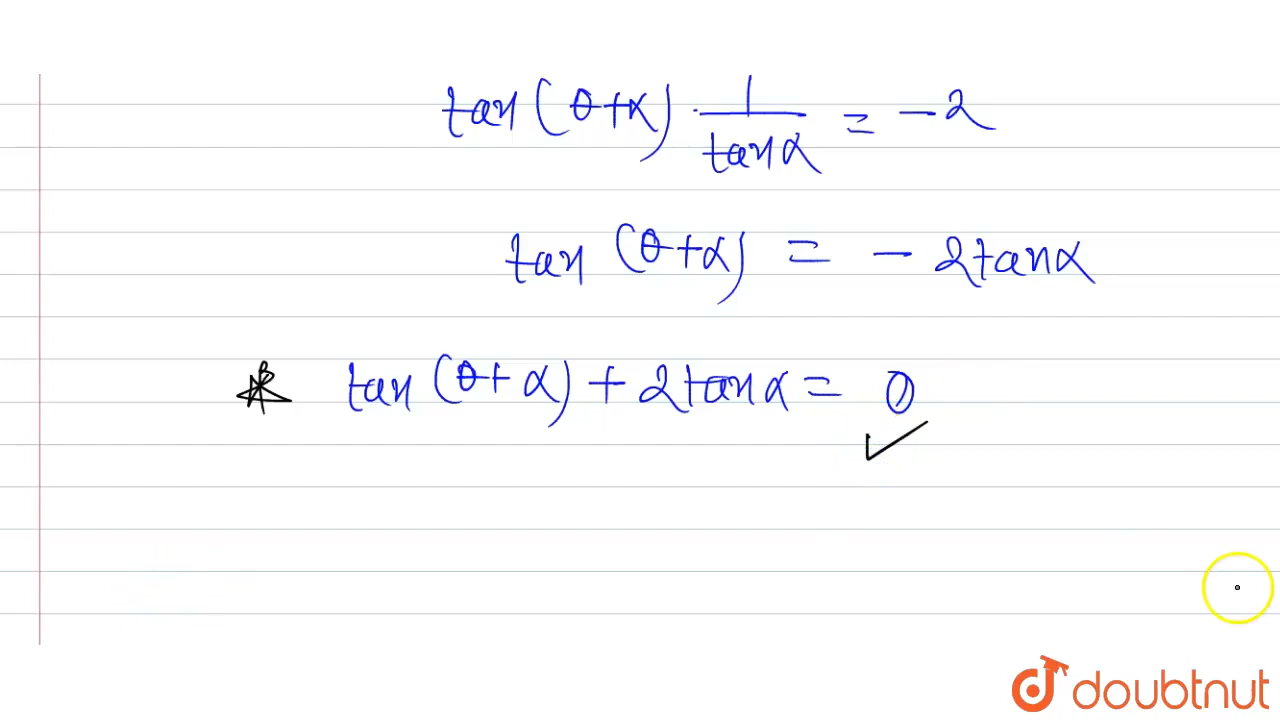 tan (θ+α) . 1/tanα = -2
tan (θ+α) = - 2tanα
* tan (θ+α) + 2tanα = 0
doubtnut